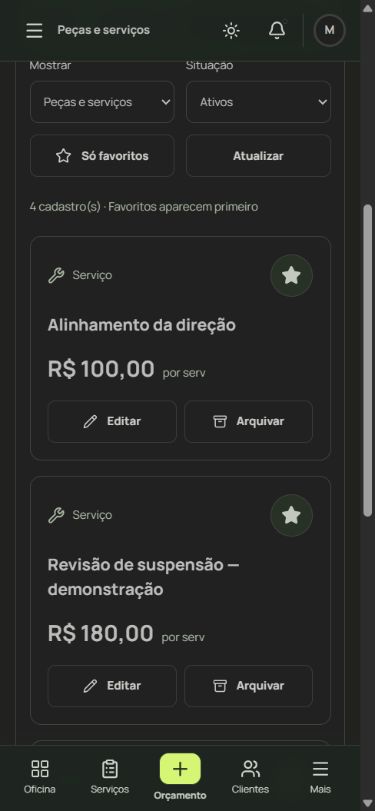 Peças e serviços
M
Mostrar
Situação
Peças e serviços
Ativos
Só favoritos
Atualizar
4 cadastro(s) · Favoritos aparecem primeiro
Serviço
Alinhamento da direção
R$ 100,00 por serv
Editar
Arquivar
Serviço
Revisão de suspensão —
demonstração
R$ 180,00 por serv
Editar
Arquivar
Oficina
Serviços
Orçamento
Clientes
Mais